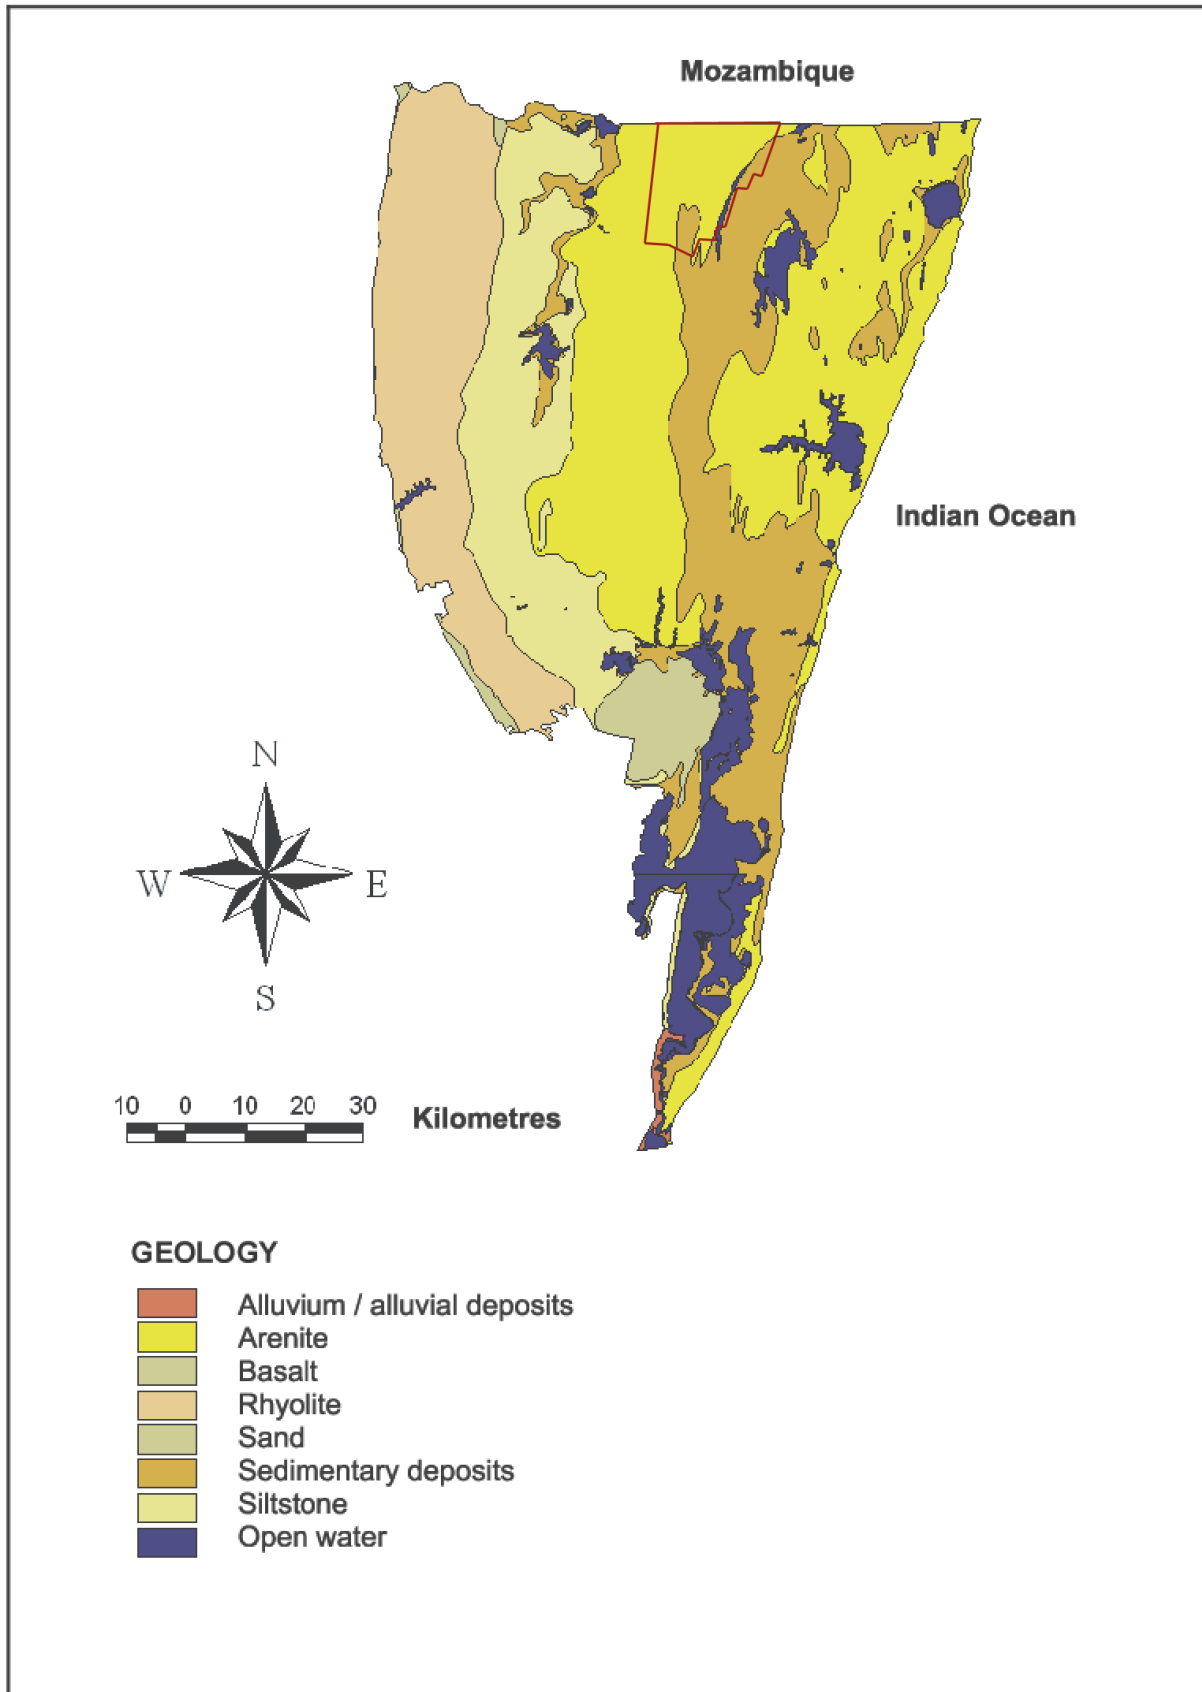 Mozambique
Indian Ocean
N
W E
S
10 0 10 20 30
Kilometres
GEOLOGY
Alluvium / alluvial deposits
Arenite
Basalt
Rhyolite
Sand
Sedimentary deposits
Siltstone
Open water